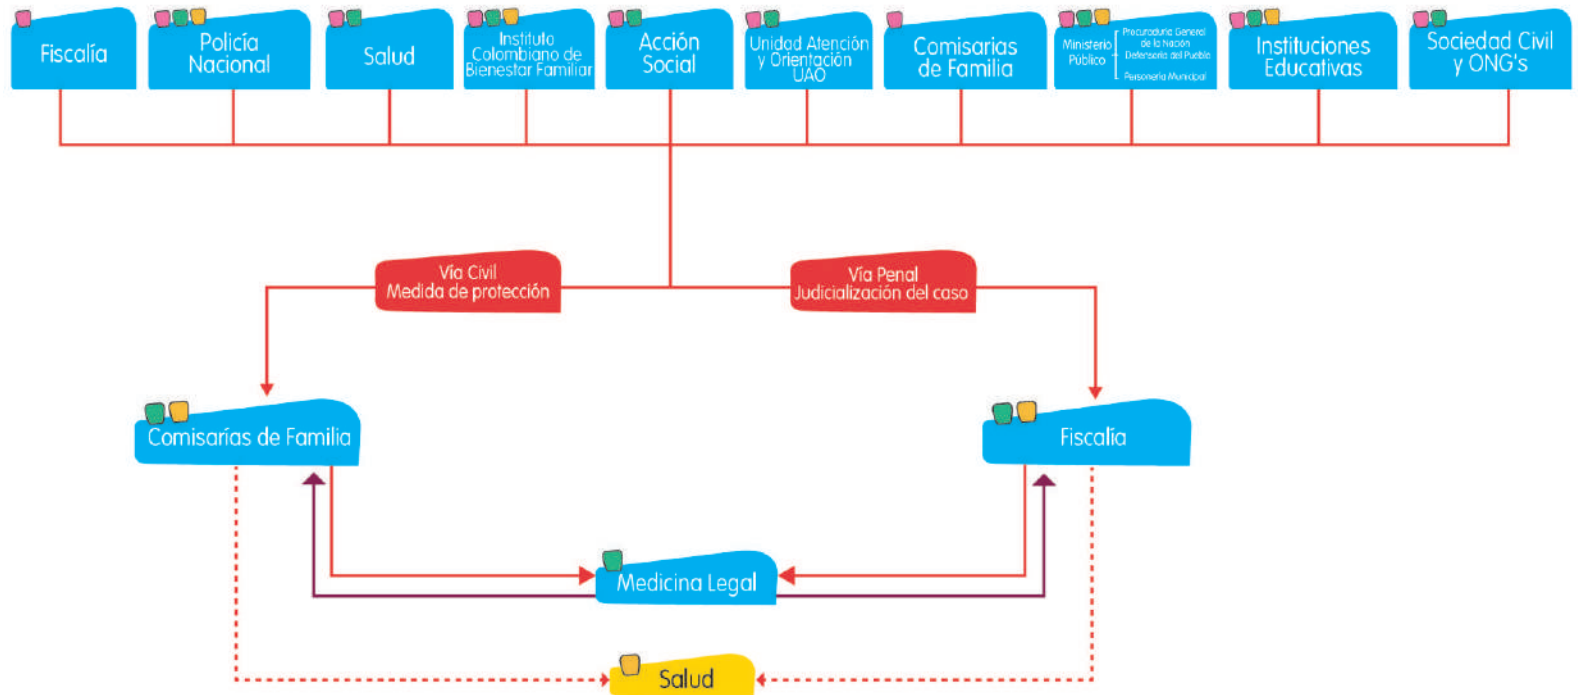 Fiscalía
Policía
Nacional
Salud
Instituto
Colombiano de
Bienestar Familiar
Acción
Social
Unidad Atención
y Orientación
UAO
Comisarias
de Familia
Ministerio
Público
Procuraduría General
de la Nación
Defensoría del Pueblo
Personería Municipal
Instituciones
Educativas
Sociedad Civil
y ONG's
Vía Civil
Medida de protección
Vía Penal
Judicialización del caso
Comisarías de Familia
Fiscalía
Medicina Legal
Salud